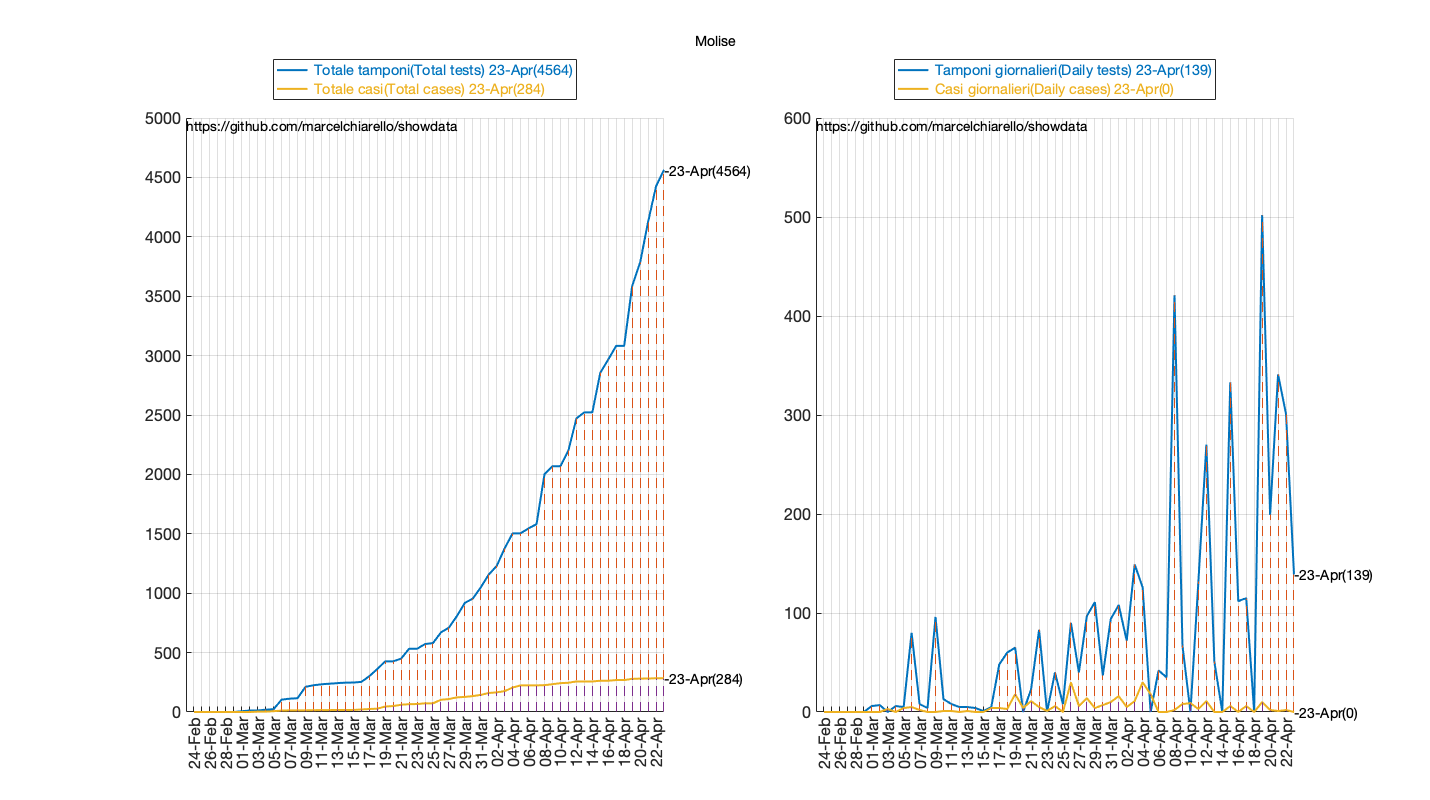 Molise
Totale tamponi(Total tests) 23-Apr(4564)
Totale casi(Total cases) 23-Apr(284)
5000
4500
4000
3500
3000
2500
2000
1500
1000
500
0
https://github.com/marcelchiarello/showdata
23-Apr(4564)
23-Apr(284)
24-Feb
26-Feb
28-Feb
01-Mar
03-Mar
05-Mar
07-Mar
09-Mar
11-Mar
13-Mar
15-Mar
17-Mar
19-Mar
21-Mar
23-Mar
25-Mar
27-Mar
29-Mar
31-Mar
02-Apr
04-Apr
06-Apr
08-Apr
10-Apr
12-Apr
14-Apr
16-Apr
18-Apr
20-Apr
22-Apr
Tamponi giornalieri(Daily tests) 23-Apr(139)
Casi giornalieri(Daily cases) 23-Apr(0)
600
500
400
300
200
100
0
https://github.com/marcelchiarello/showdata
23-Apr(139)
23-Apr(0)
24-Feb
26-Feb
28-Feb
01-Mar
03-Mar
05-Mar
07-Mar
09-Mar
11-Mar
13-Mar
15-Mar
17-Mar
19-Mar
21-Mar
23-Mar
25-Mar
27-Mar
29-Mar
31-Mar
02-Apr
04-Apr
06-Apr
08-Apr
10-Apr
12-Apr
14-Apr
16-Apr
18-Apr
20-Apr
22-Apr